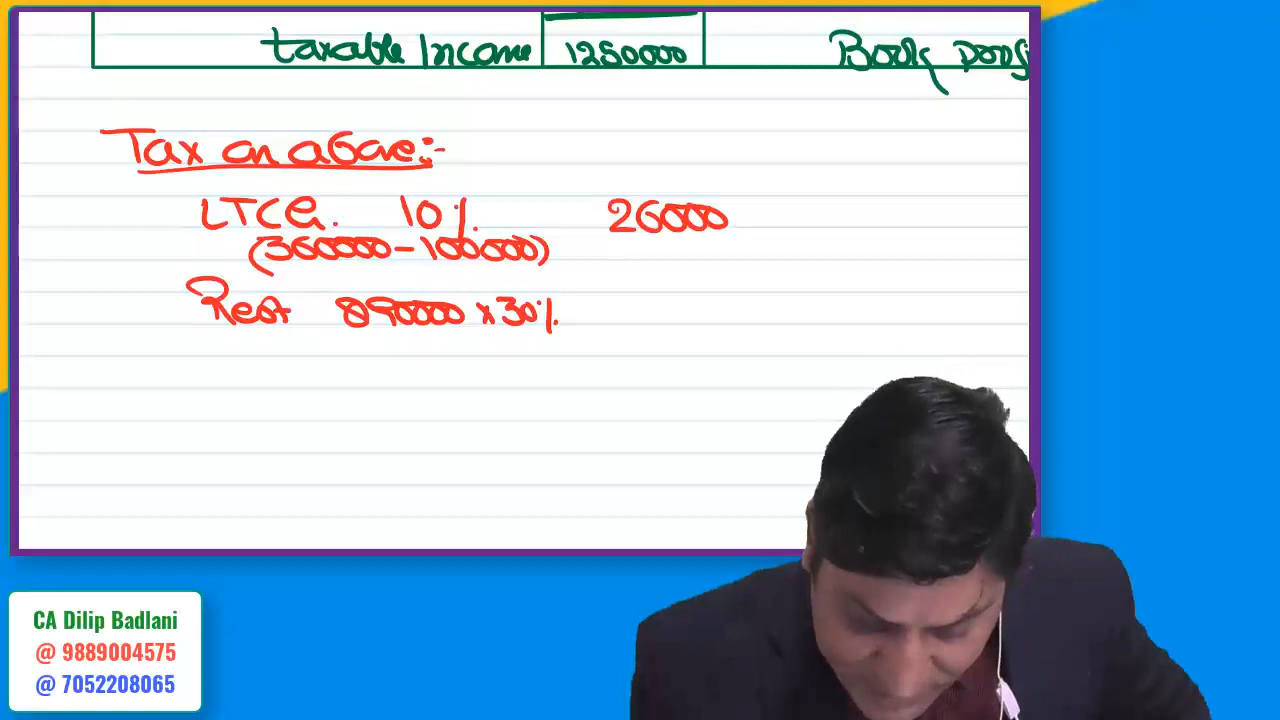 taxable Income 1250000 Book
Tax on above:-
LTCG. 10% 26000
(360000-100000)
Rest 890000 x 30%
CA Dilip Badlani
@ 9889004575
@ 7052208065